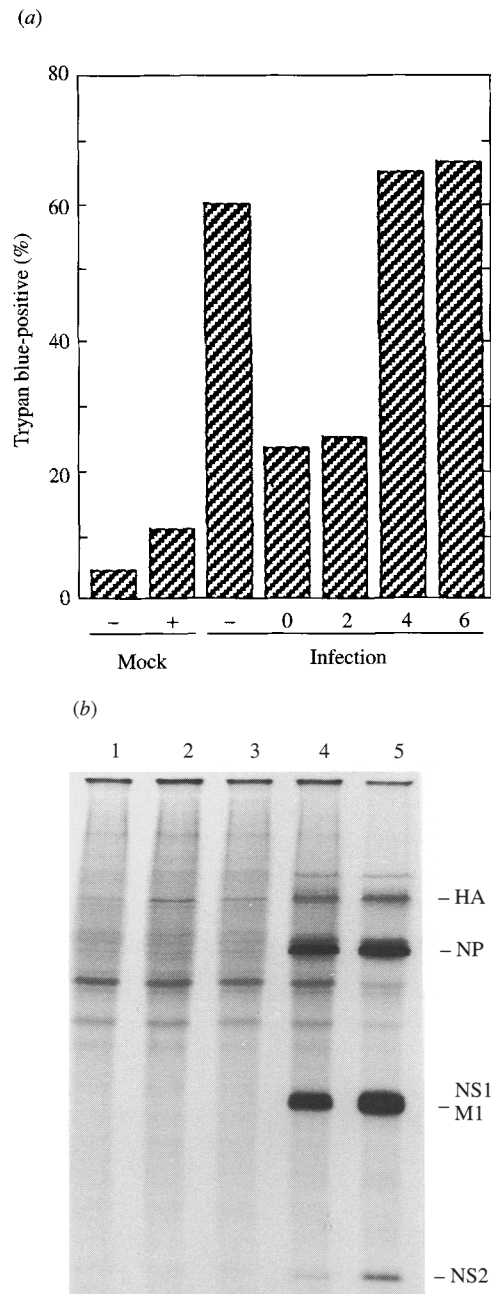 (a)
80
60
40
20
0
Trypan blue-positive (%)
− + − 0 2 4 6
Mock Infection
(b)
1 2 3 4 5
– HA
– NP
NS1
– M1
– NS2